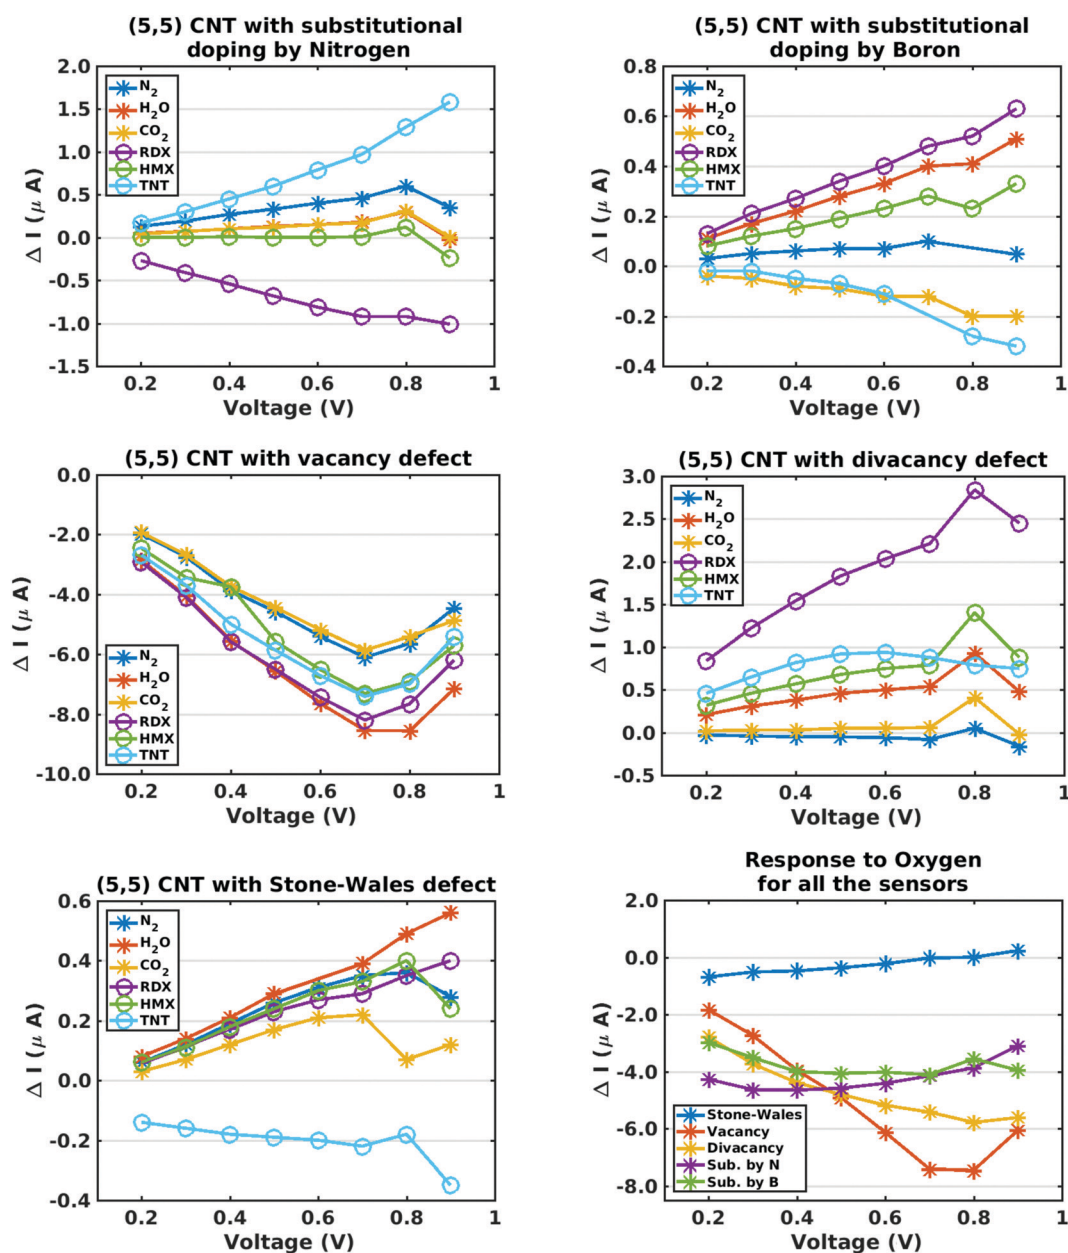 (5,5) CNT with substitutional
doping by Nitrogen
2.0
1.5
1.0
0.5
0.0
-0.5
-1.0
-1.5
Δ I (μ A)
N2
H2O
CO2
RDX
HMX
TNT
0.2 0.4 0.6 0.8 1
Voltage (V)
(5,5) CNT with substitutional
doping by Boron
0.8
0.6
0.4
0.2
0.0
-0.2
-0.4
Δ I (μ A)
N2
H2O
CO2
RDX
HMX
TNT
0.2 0.4 0.6 0.8 1
Voltage (V)
(5,5) CNT with vacancy defect
0.0
-2.0
-4.0
-6.0
-8.0
-10.0
Δ I (μ A)
N2
H2O
CO2
RDX
HMX
TNT
0.2 0.4 0.6 0.8 1
Voltage (V)
(5,5) CNT with divacancy defect
3.0
2.5
2.0
1.5
1.0
0.5
0.0
-0.5
Δ I (μ A)
N2
H2O
CO2
RDX
HMX
TNT
0.2 0.4 0.6 0.8 1
Voltage (V)
(5,5) CNT with Stone-Wales defect
0.6
0.4
0.2
0.0
-0.2
-0.4
Δ I (μ A)
N2
H2O
CO2
RDX
HMX
TNT
0.2 0.4 0.6 0.8 1
Voltage (V)
Response to Oxygen
for all the sensors
2.0
0.0
-2.0
-4.0
-6.0
-8.0
Δ I (μ A)
Stone-Wales
Vacancy
Divacancy
Sub. by N
Sub. by B
0.2 0.4 0.6 0.8 1
Voltage (V)